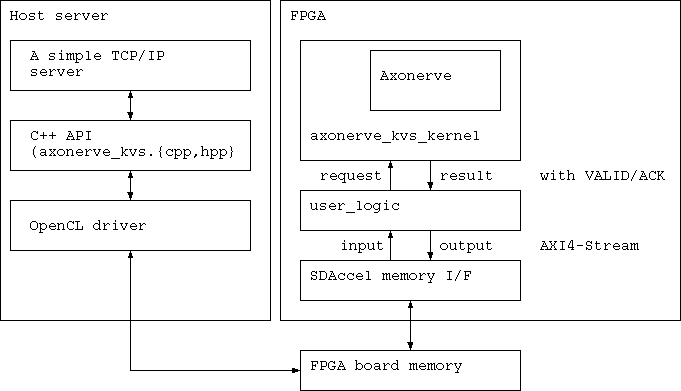 Host server
A simple TCP/IP
server
C++ API
(axonerve_kvs.{cpp,hpp}
OpenCL driver
FPGA
Axonerve
axonerve_kvs_kernel
request
result
with VALID/ACK
user_logic
input
output
AXI4-Stream
SDAccel memory I/F
FPGA board memory